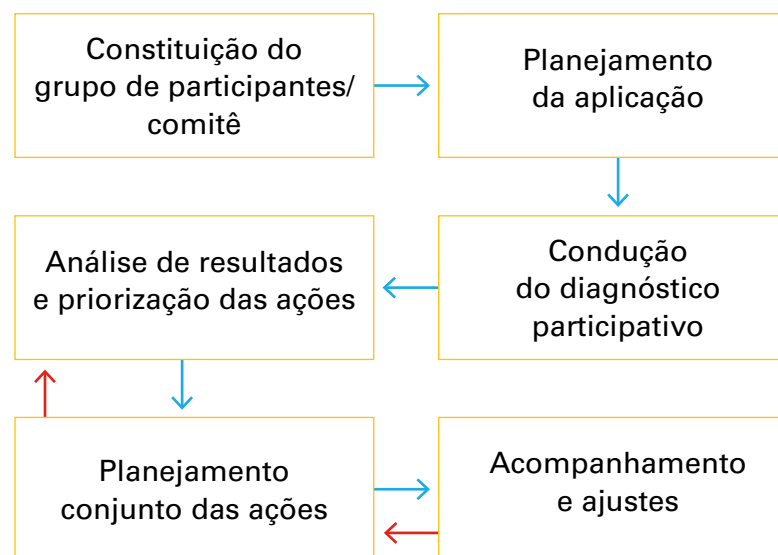 Constituição do
grupo de participantes/
comitê
Planejamento
da aplicação
Condução
do diagnóstico
participativo
Análise de resultados
e priorização das ações
Planejamento
conjunto das ações
Acompanhamento
e ajustes